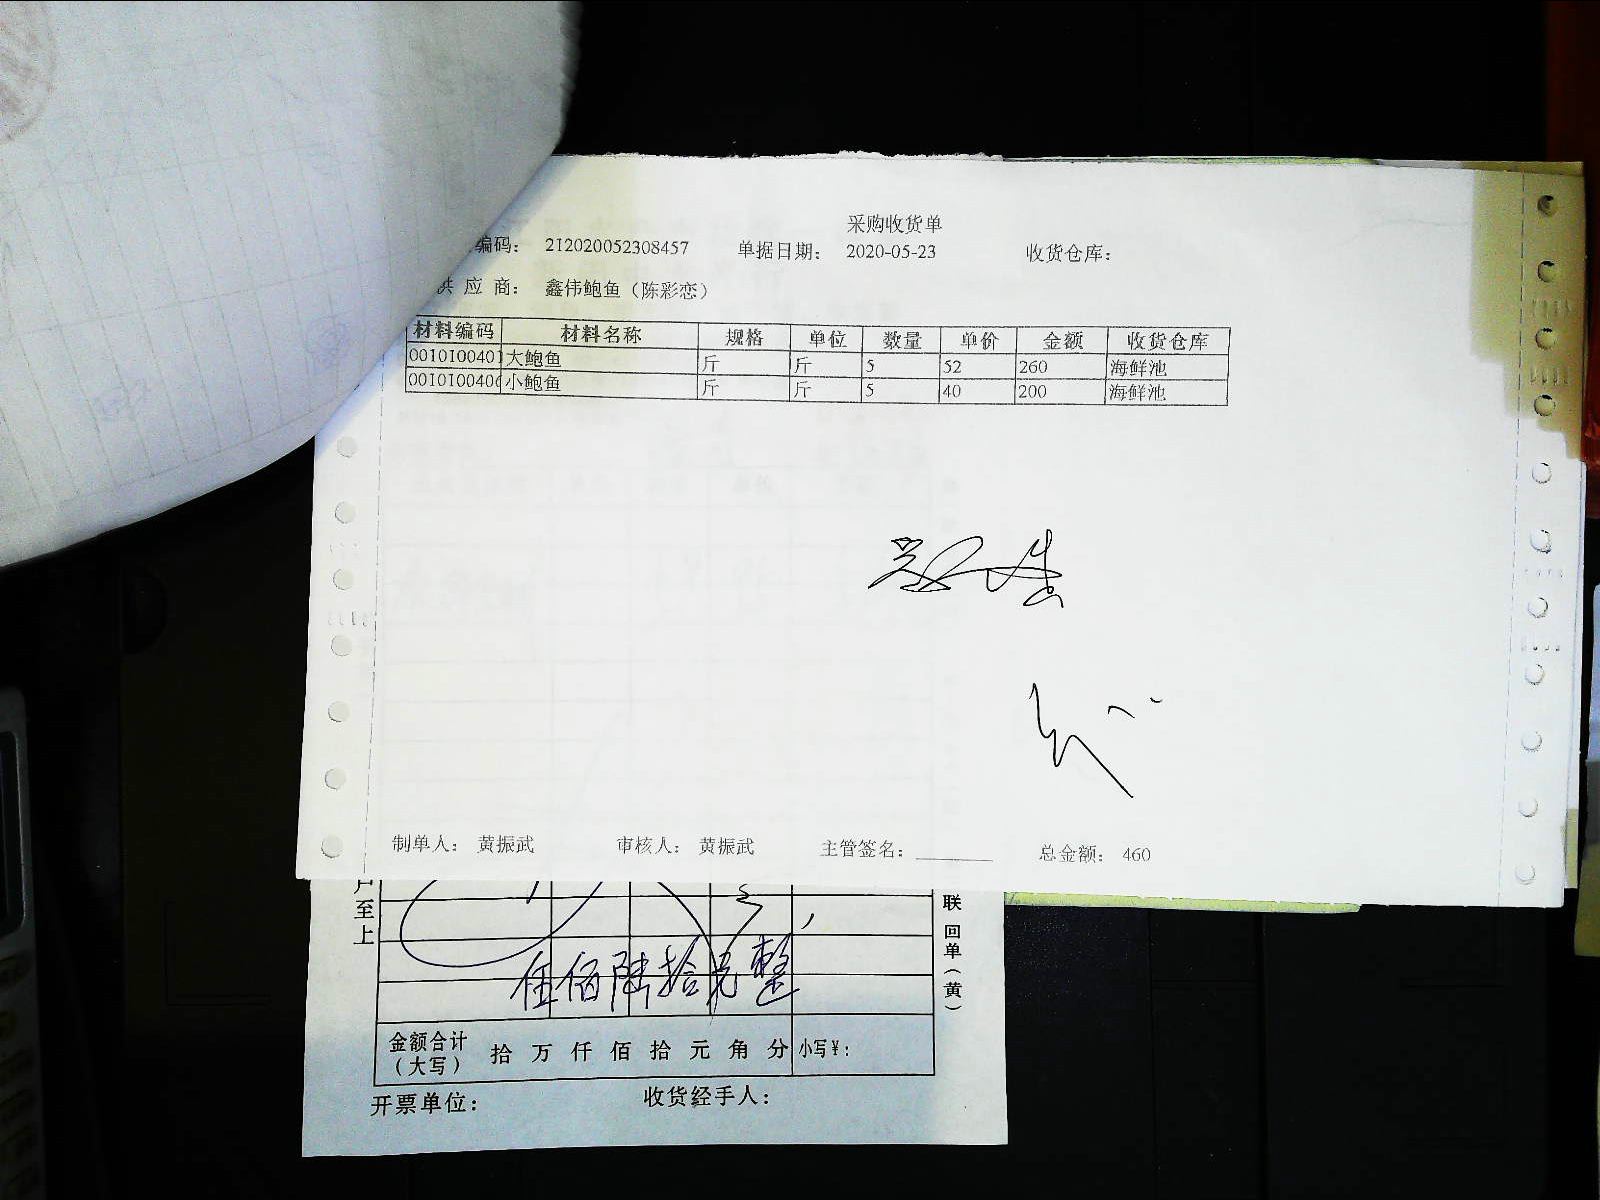 采购收货单
编码： 212020052308457 单据日期： 2020-05-23 收货仓库：
供 应 商： 鑫伟鲍鱼（陈彩恋）
材料编码 材料名称 规格 单位 数量 单价 金额 收货仓库
0010100401 大鲍鱼 斤 斤 5 52 260 海鲜池
0010100406 小鲍鱼 斤 斤 5 40 200 海鲜池
制单人： 黄振武 审核人： 黄振武 主管签名： 总金额： 460
户至上
联 回单（黄）
佰陆拾元整
金额合计（大写） 拾 万 仟 佰 拾 元 角 分 小写￥：
开票单位： 收货经手人：